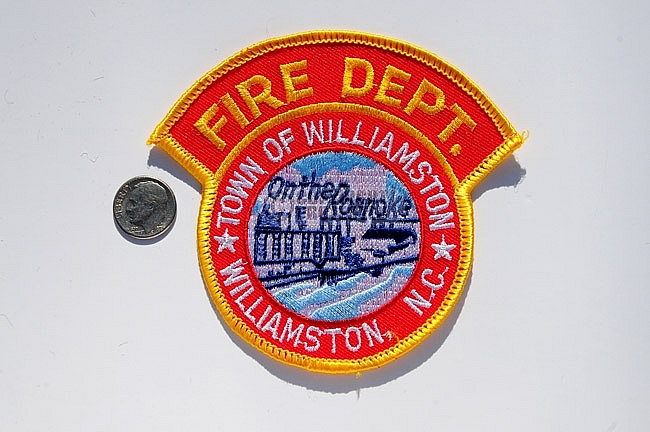 FIRE DEPT.
TOWN OF WILLIAMSTON
On the Roanoke
WILLIAMSTON, N.C.